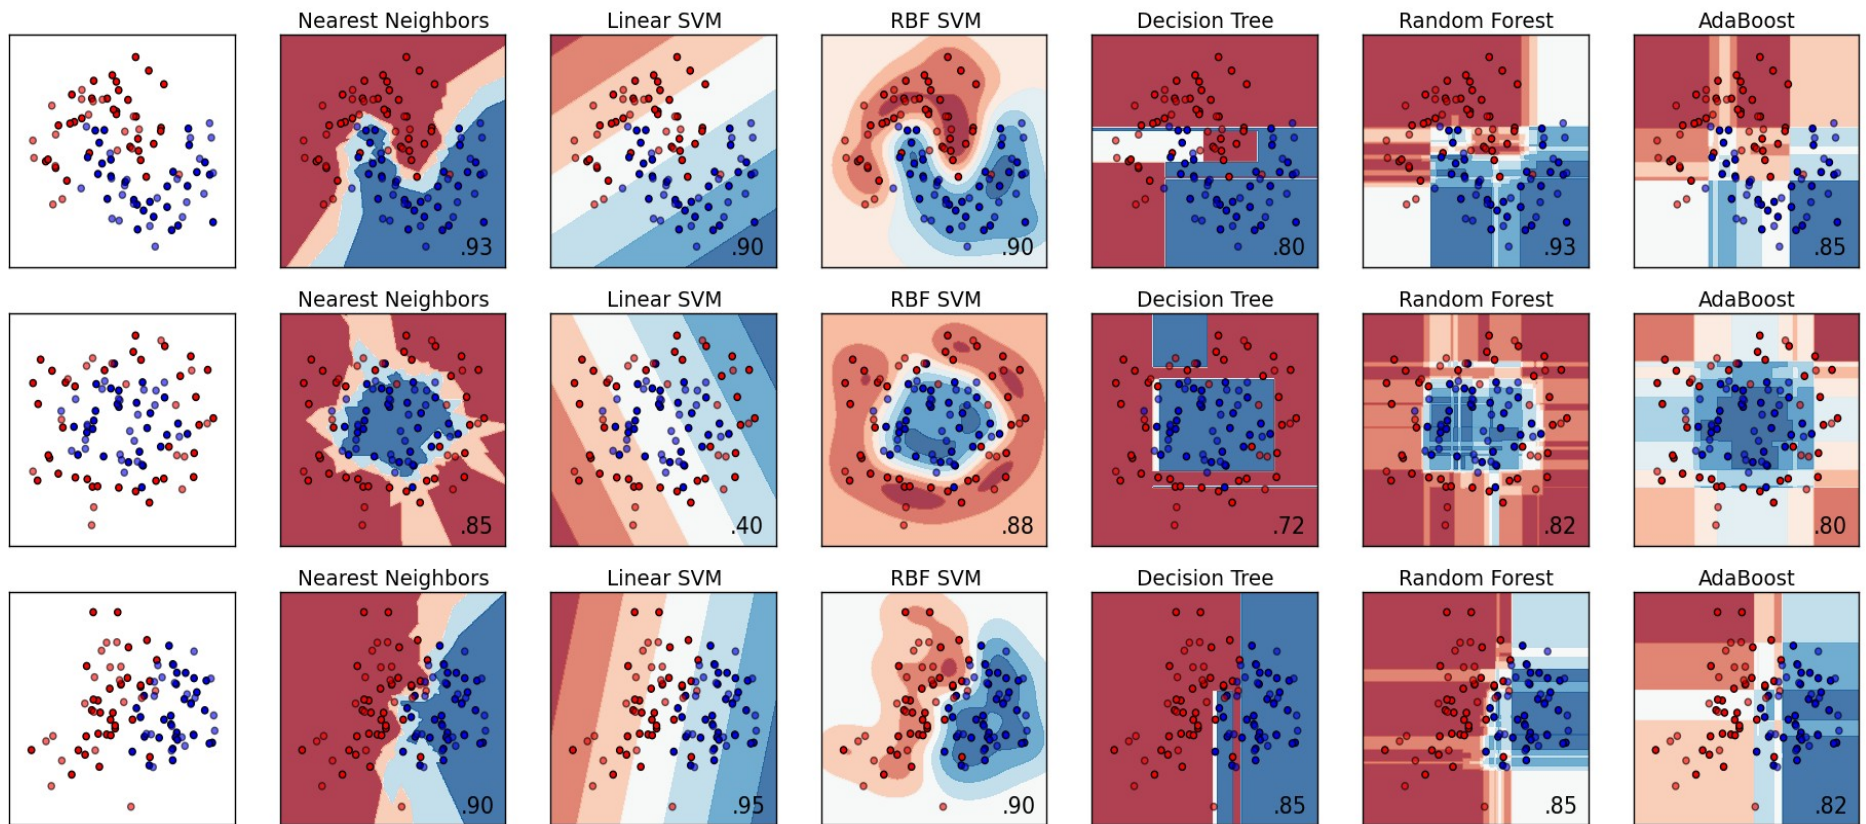 Nearest Neighbors Linear SVM RBF SVM Decision Tree Random Forest AdaBoost
.93 .90 .90 .80 .93 .85
Nearest Neighbors Linear SVM RBF SVM Decision Tree Random Forest AdaBoost
.85 .40 .88 .72 .82 .80
Nearest Neighbors Linear SVM RBF SVM Decision Tree Random Forest AdaBoost
.90 .95 .90 .85 .85 .82